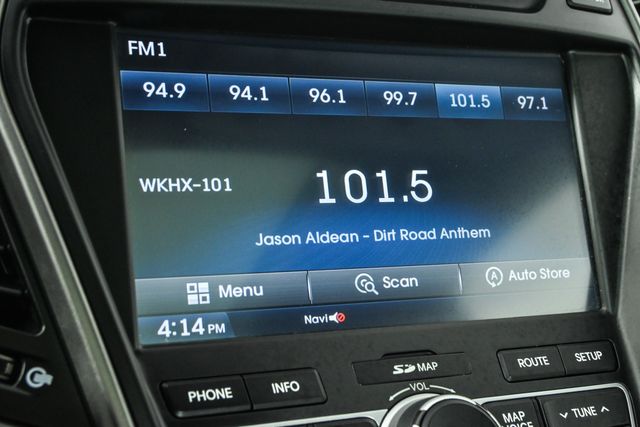 FM1
94.9 94.1 96.1 99.7 101.5 97.1
WKHX-101 101.5
Jason Aldean - Dirt Road Anthem
Menu Scan A Auto Store
4:14 PM Navi
SD MAP ROUTE SETUP
PHONE INFO VOL
MAP TUNE